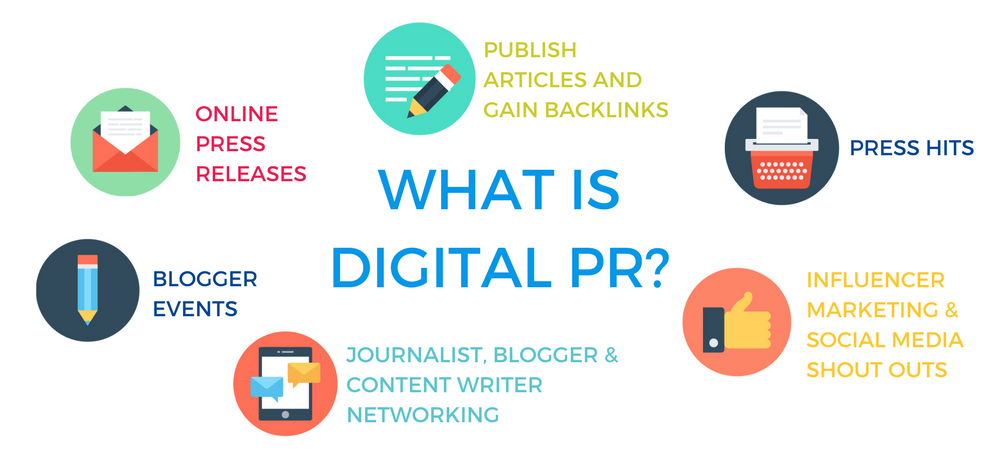 PUBLISH
ARTICLES AND
GAIN BACKLINKS
ONLINE
PRESS
RELEASES
PRESS HITS
WHAT IS
DIGITAL PR?
BLOGGER
EVENTS
INFLUENCER
MARKETING &
SOCIAL MEDIA
SHOUT OUTS
JOURNALIST, BLOGGER &
CONTENT WRITER
NETWORKING